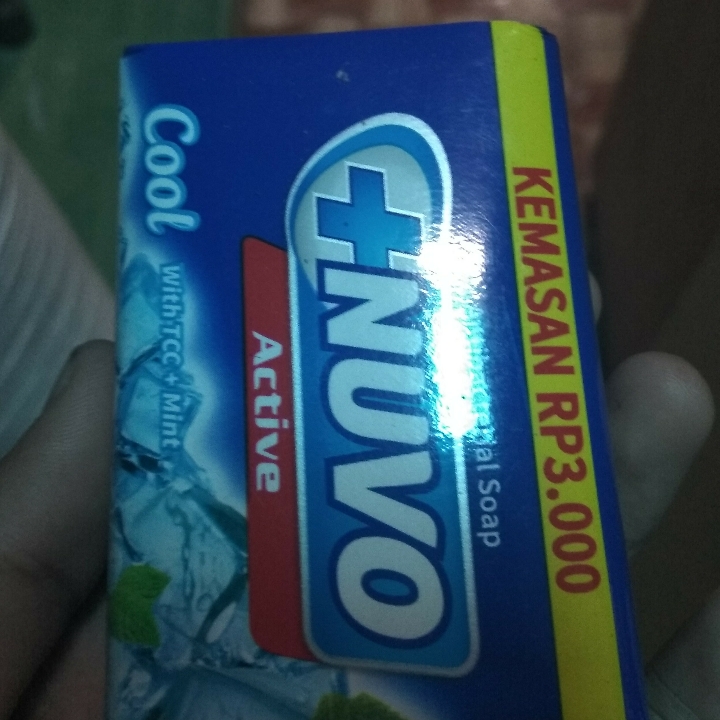 KEMASAN RP3.000
Soap
NUVO
Active
Cool
With TCC + Mint